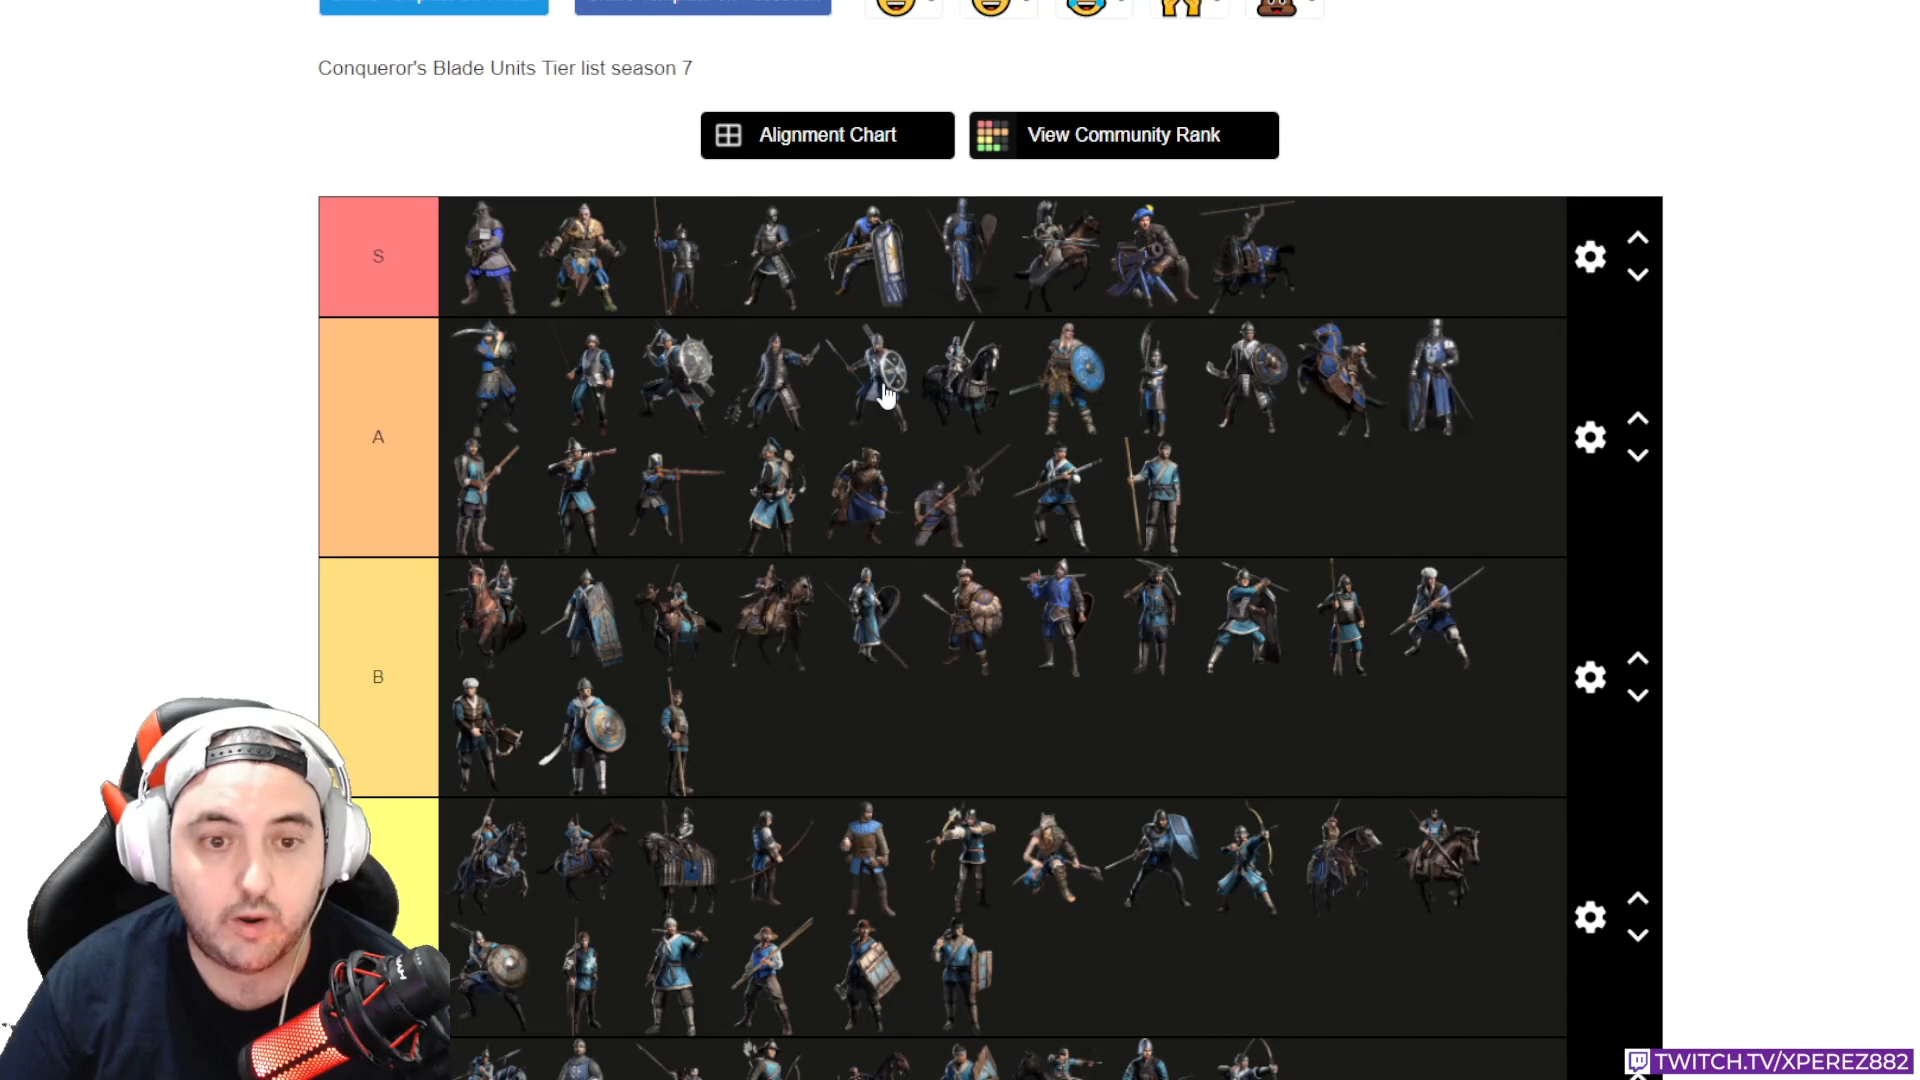 Conqueror's Blade Units Tier list season 7
Alignment Chart
View Community Rank
S
A
B
TWITCH.TV/XPEREZ882